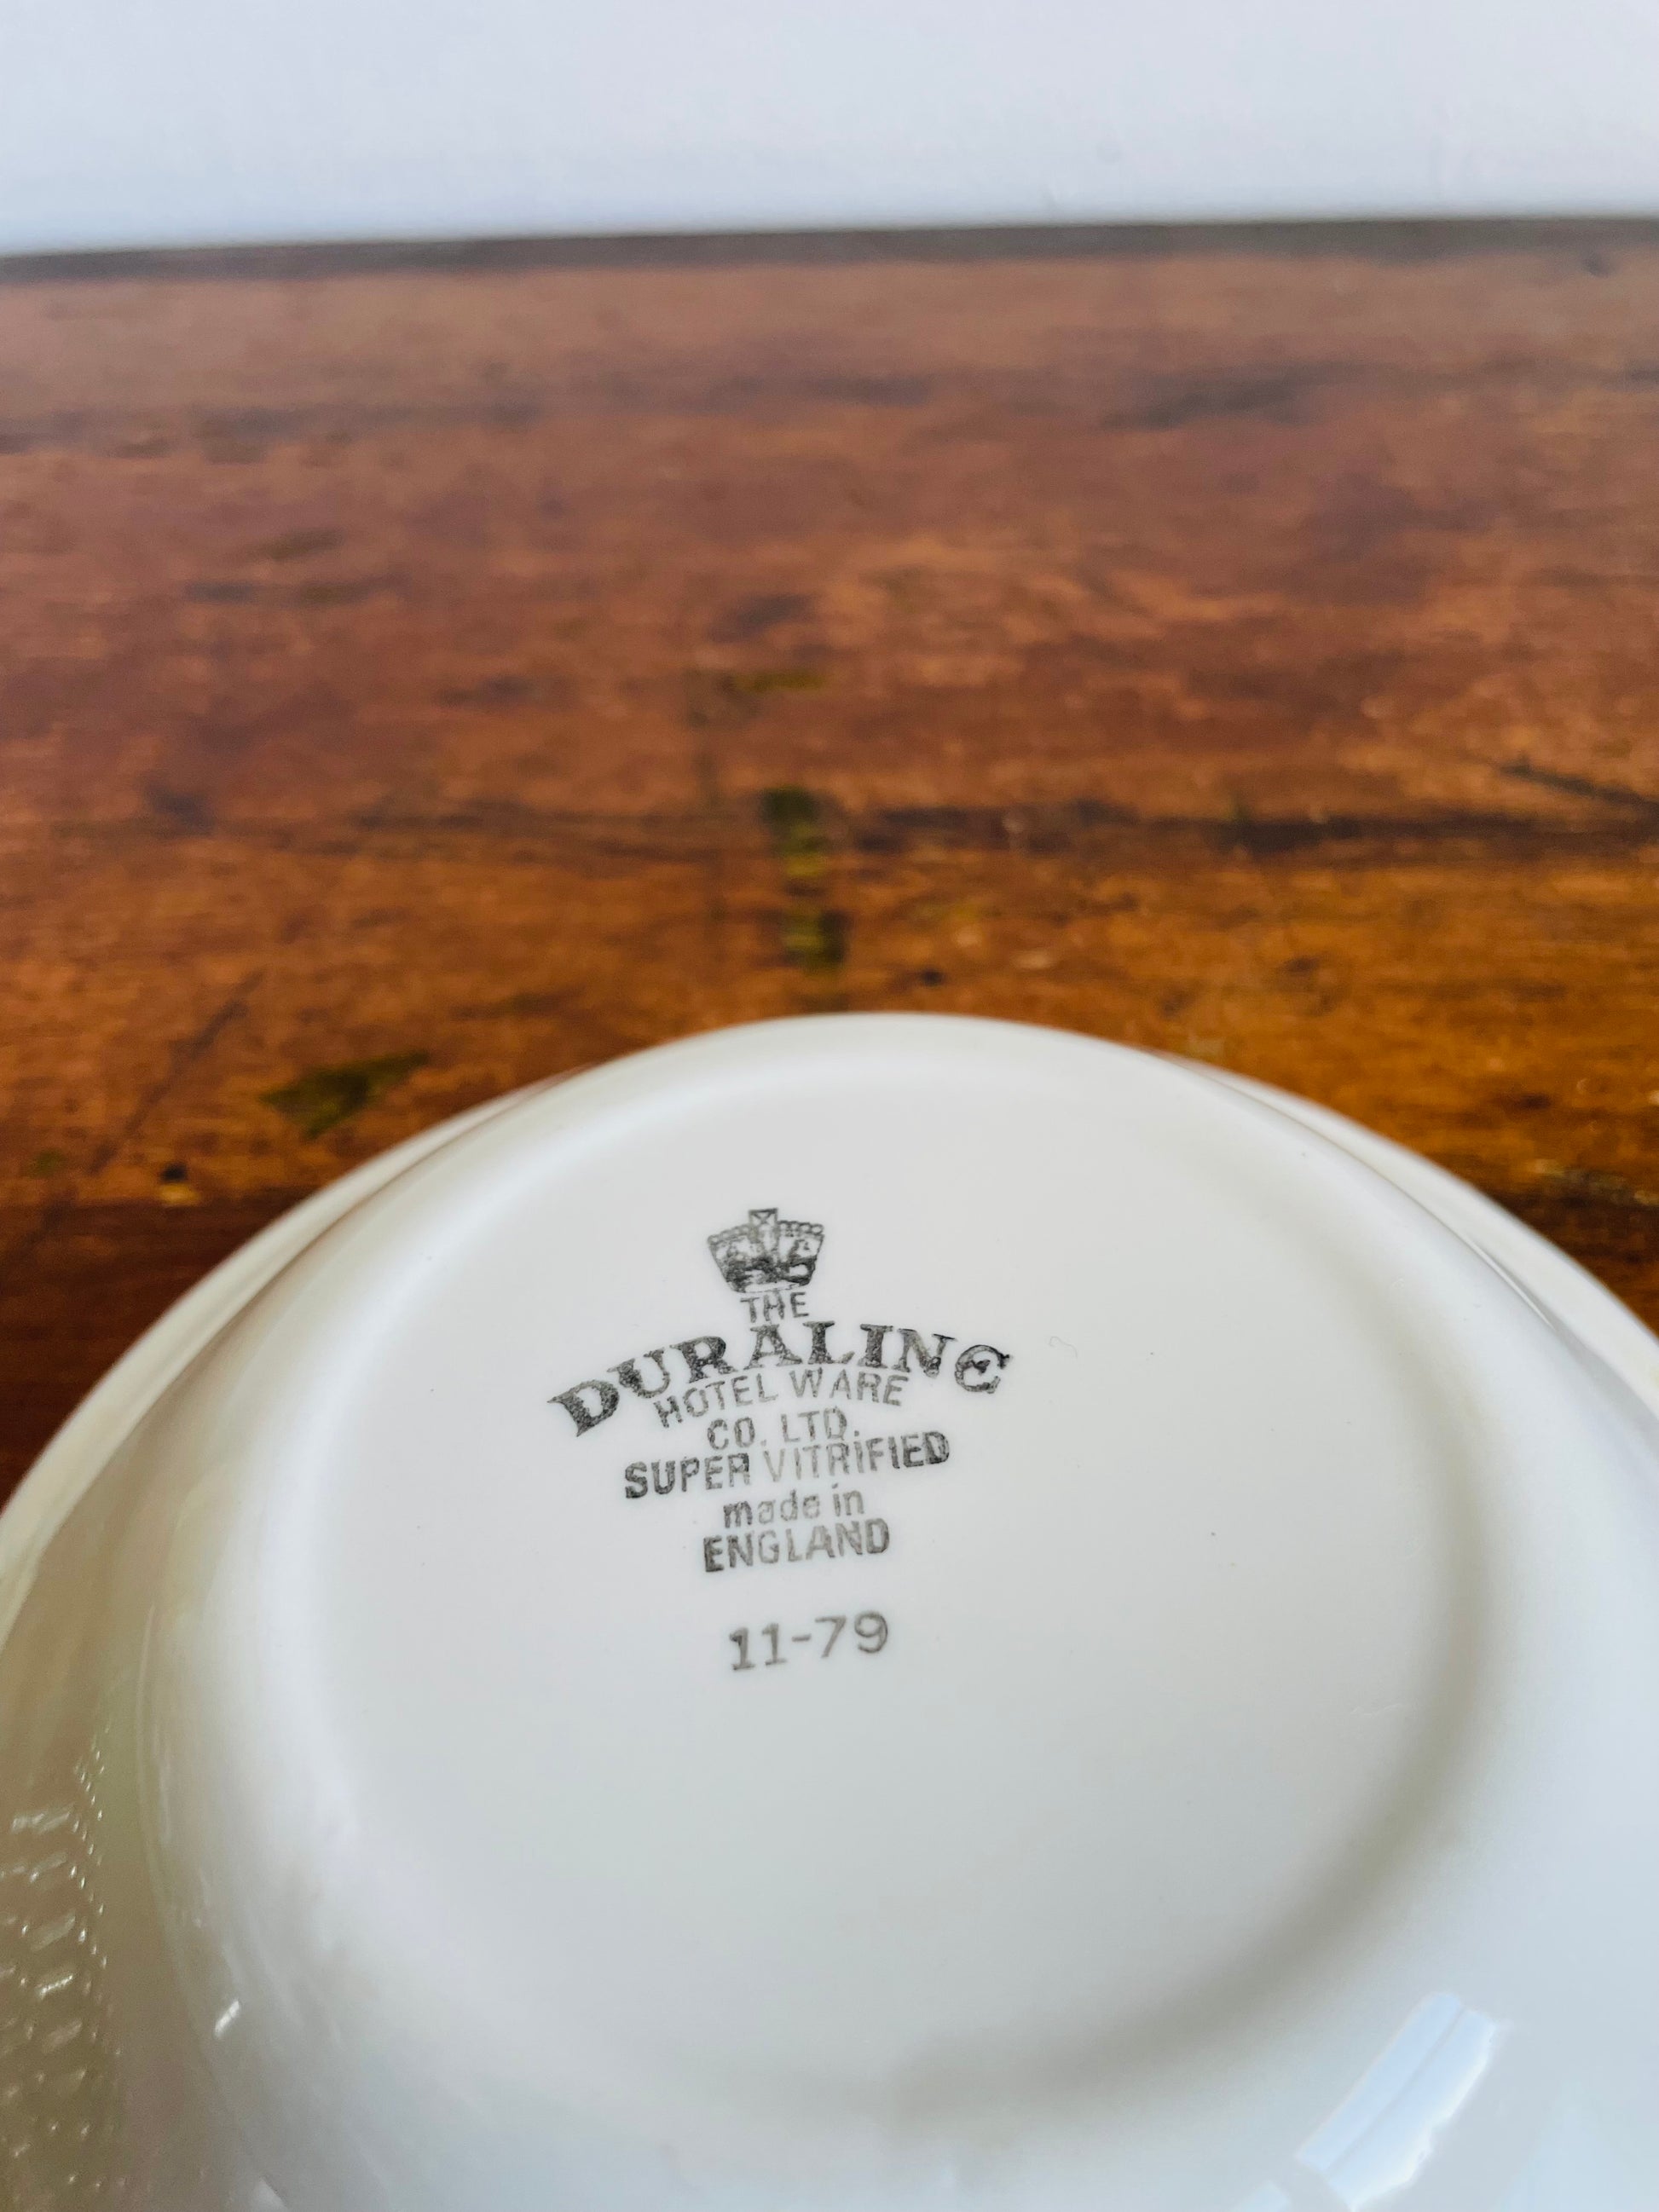 THE
DURALINE
HOTEL WARE
CO. LTD.
SUPER VITRIFIED
made in
ENGLAND
11-79